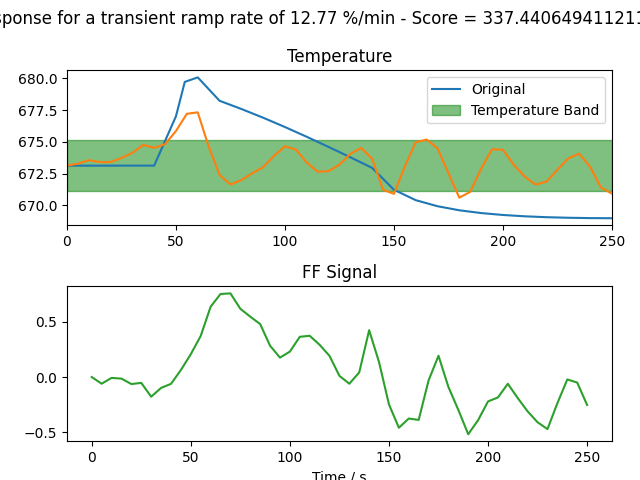 sponse for a transient ramp rate of 12.77 %/min - Score = 337.440649411211
Temperature
680.0
677.5
675.0
672.5
670.0
Original
Temperature Band
0 50 100 150 200 250
FF Signal
0.5
0.0
−0.5
0 50 100 150 200 250
Time / s